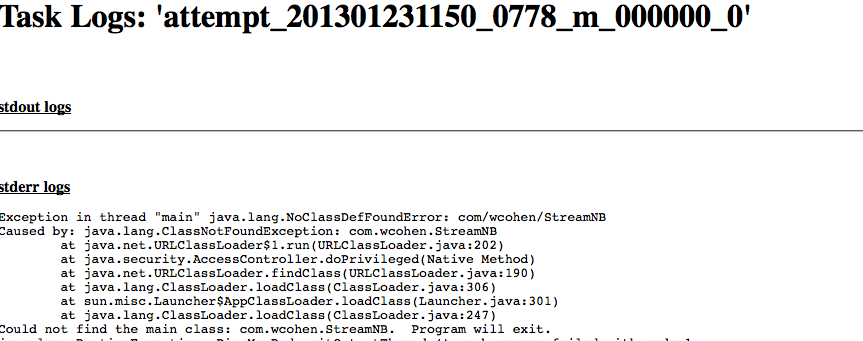 Task Logs: 'attempt_201301231150_0778_m_000000_0'
stdout logs
stderr logs
Exception in thread "main" java.lang.NoClassDefFoundError: com/wcohen/StreamNB
Caused by: java.lang.ClassNotFoundException: com.wcohen.StreamNB
at java.net.URLClassLoader$1.run(URLClassLoader.java:202)
at java.security.AccessController.doPrivileged(Native Method)
at java.net.URLClassLoader.findClass(URLClassLoader.java:190)
at java.lang.ClassLoader.loadClass(ClassLoader.java:306)
at sun.misc.Launcher$AppClassLoader.loadClass(Launcher.java:301)
at java.lang.ClassLoader.loadClass(ClassLoader.java:247)
Could not find the main class: com.wcohen.StreamNB.  Program will exit.